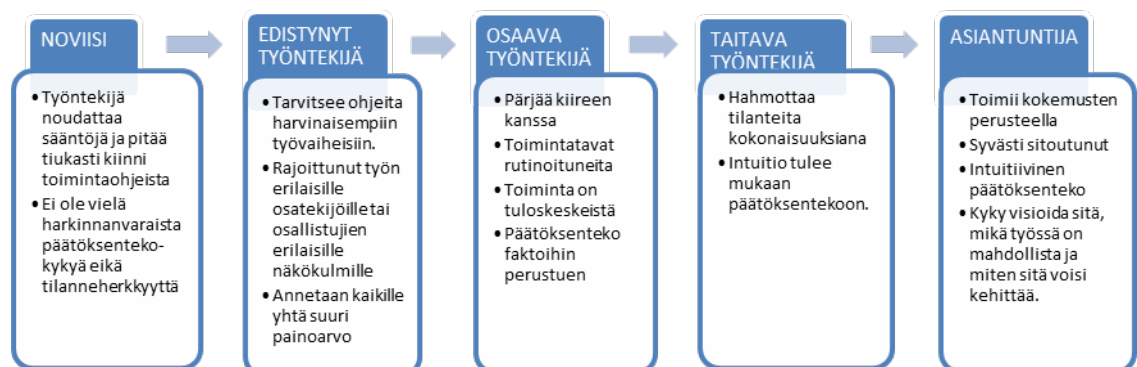 NOVIISI
• Työntekijä
noudattaa
sääntöjä ja pitää
tiukasti kiinni
toimintaohjeista
• Ei ole vielä
harkinnanvaraista
päätöksenteko-
kykyä eikä
tilanneherkkyyttä
EDISTYNYT
TYÖNTEKIJÄ
• Tarvitsee ohjeita
harvinaisempiin
työvaiheisiin.
• Rajoittunut työn
erilaisille
osatekijöille tai
osallistujien
erilaisille
näkökulmille
• Annetaan kaikille
yhtä suuri
painoarvo
OSAAVA
TYÖNTEKIJÄ
• Pärjää kiireen
kanssa
• Toimintatavat
rutinoituneita
• Toiminta on
tuloskeskeistä
• Päätöksenteko
faktoihin
perustuen
TAITAVA
TYÖNTEKIJÄ
• Hahmottaa
tilanteita
kokonaisuuksiana
• Intuitio tulee
mukaan
päätöksentekoon.
ASIANTUNTIJA
• Toimii kokemusten
perusteella
• Syvästi sitoutunut
• Intuitiivinen
päätöksenteko
• Kyky visioida sitä,
mikä työssä on
mahdollista ja
miten sitä voisi
kehittää.